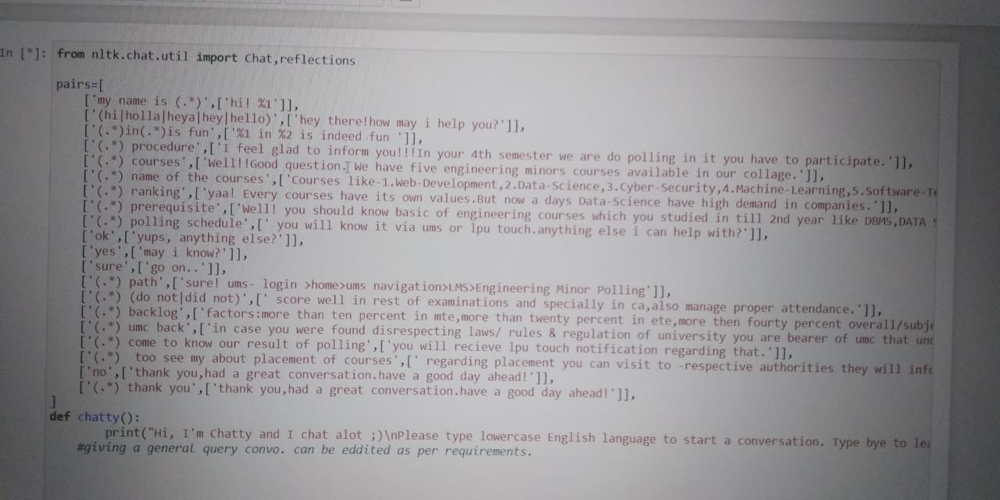 In [*]: from nltk.chat.util import Chat,reflections
pairs=[
['my name is (.*)',['hi! %1']],
['(hi|holla|heya|hey|hello)',['hey there!how may i help you?']],
['(.*)in(.*)is fun',['%1 in %2 is indeed fun ']],
['(.*) procedure',['I feel glad to inform you!!!In your 4th semester we are do polling in it you have to participate.']],
['(.*) courses',['Well!!Good question. We have five engineering minors courses available in our collage.']],
['(.*) name of the courses',['Courses like-1.Web-Development,2.Data-Science,3.Cyber-Security,4.Machine-Learning,5.Software-Te
['(.*) ranking',['yaa! Every courses have its own values.But now a days Data-Science have high demand in companies.']],
['(.*) prerequisite',['Well! you should know basic of engineering courses which you studied in till 2nd year like DBMS,DATA S
['(.*) polling schedule',[' you will know it via ums or lpu touch.anything else i can help with?']],
['ok',['yups, anything else?']],
['yes',['may i know?']],
['sure',['go on..']],
['(.*) path',['sure! ums- login >home>ums navigation>LMS>Engineering Minor Polling']],
['(.*) (do not|did not)',[' score well in rest of examinations and specially in ca,also manage proper attendance.']],
['(.*) backlog',['factors:more than ten percent in mte,more than twenty percent in ete,more then fourty percent overall/subje
['(.*) umc back',['in case you were found disrespecting laws/ rules & regulation of university you are bearer of umc that und
['(.*) come to know our result of polling',['you will recieve lpu touch notification regarding that.']],
['(.*)  too see my about placement of courses',[' regarding placement you can visit to -respective authorities they will info
['no',['thank you,had a great conversation.have a good day ahead!']],
['(.*) thank you',['thank you,had a great conversation.have a good day ahead!']],
]
def chatty():
print("Hi, I'm Chatty and I chat alot ;)\nPlease type lowercase English language to start a conversation. Type bye to lea
#giving a general query convo. can be eddited as per requirements.